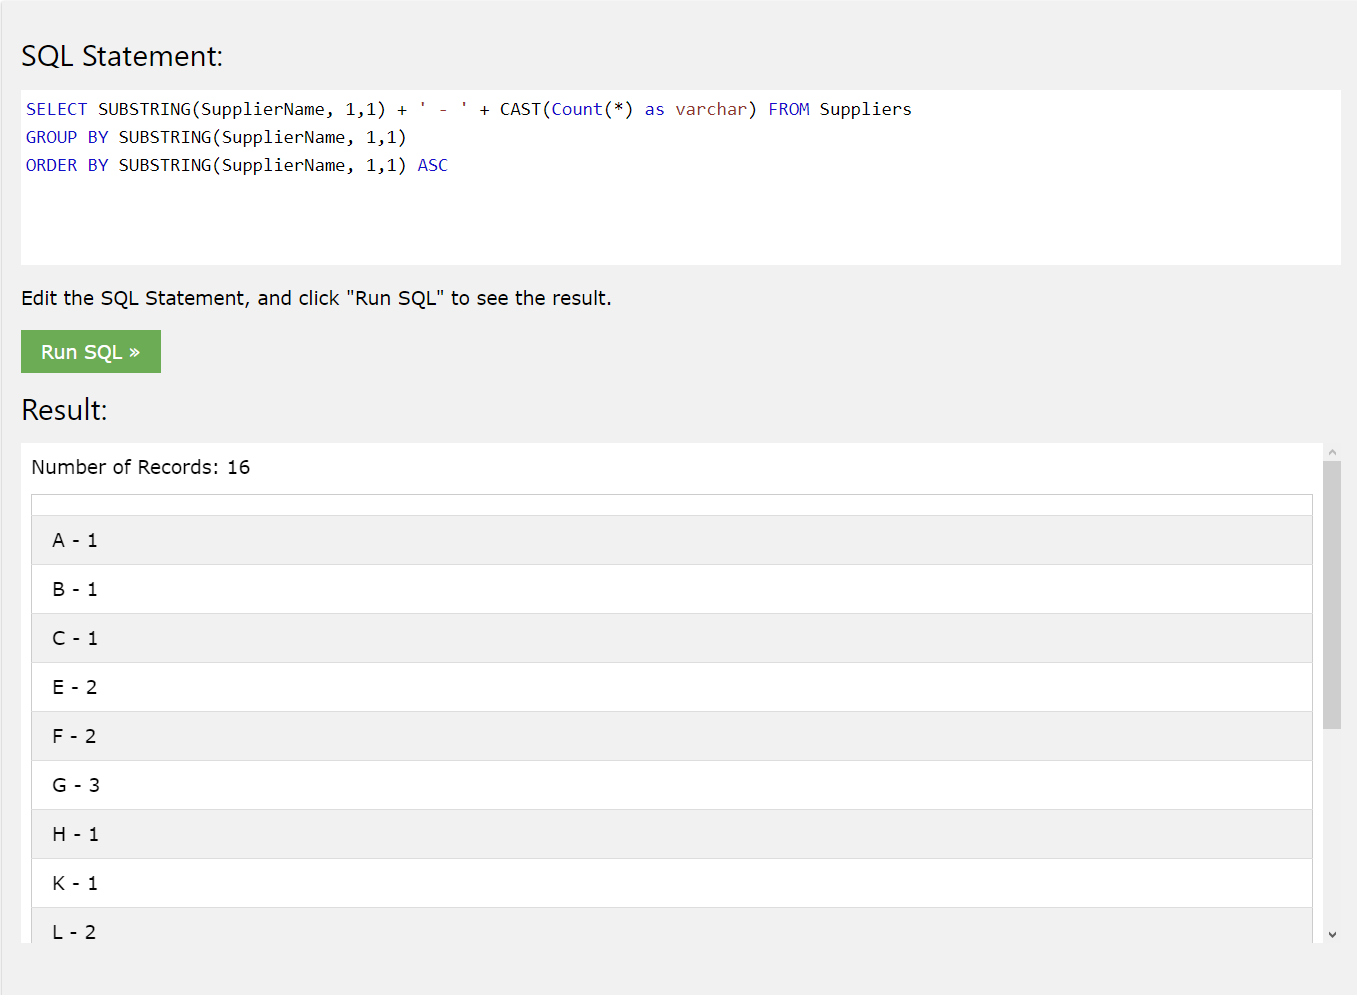 SQL Statement:
SELECT SUBSTRING(SupplierName, 1,1) + ' - ' + CAST(Count(*) as varchar) FROM Suppliers
GROUP BY SUBSTRING(SupplierName, 1,1)
ORDER BY SUBSTRING(SupplierName, 1,1) ASC
Edit the SQL Statement, and click "Run SQL" to see the result.
Run SQL »
Result:
Number of Records: 16
A - 1
B - 1
C - 1
E - 2
F - 2
G - 3
H - 1
K - 1
L - 2